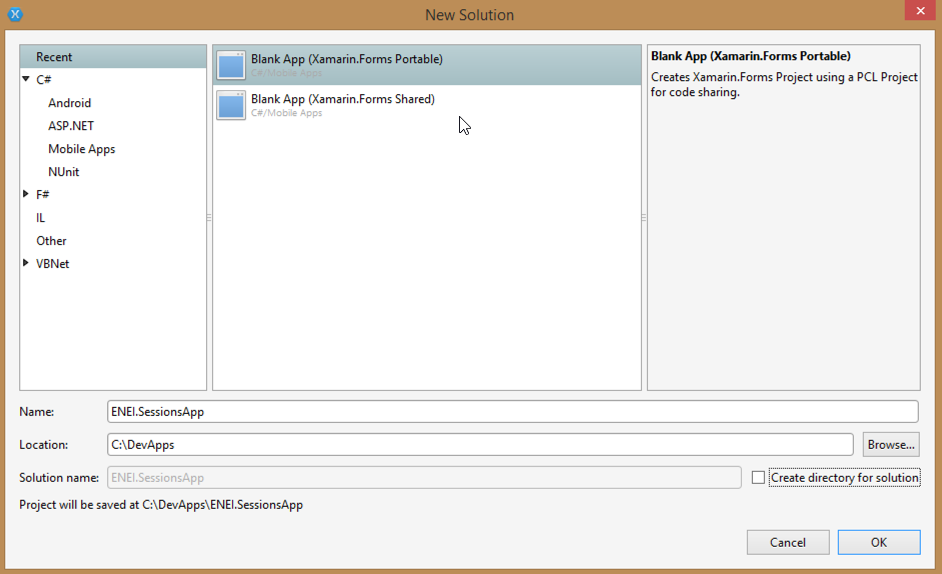 New Solution
Recent
C#
Android
ASP.NET
Mobile Apps
NUnit
F#
IL
Other
VBNet
Blank App (Xamarin.Forms Portable)
C#/Mobile Apps
Blank App (Xamarin.Forms Shared)
C#/Mobile Apps
Blank App (Xamarin.Forms Portable)
Creates Xamarin.Forms Project using a PCL Project
for code sharing.
Name: ENEI.SessionsApp
Location: C:\DevApps Browse...
Solution name: ENEI.SessionsApp Create directory for solution
Project will be saved at C:\DevApps\ENEI.SessionsApp
Cancel OK